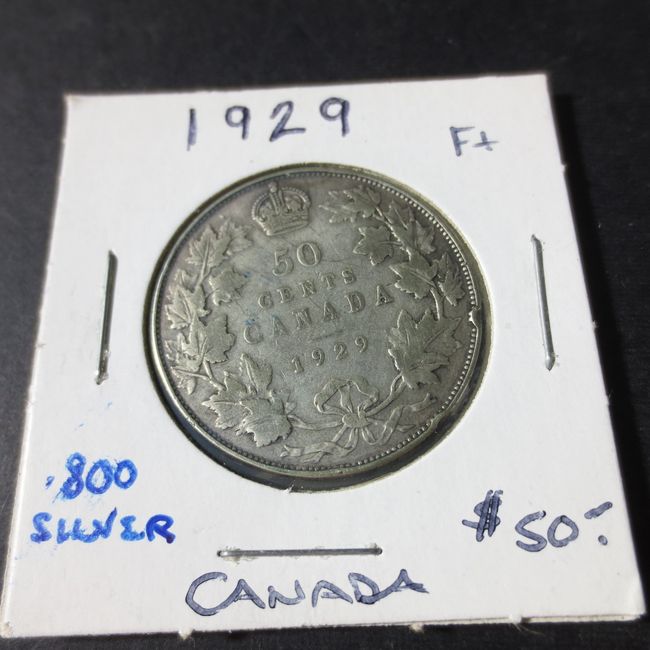 1929
F+
50
CENTS
CANADA
1929
.800
SILVER
$50.-
CANADA